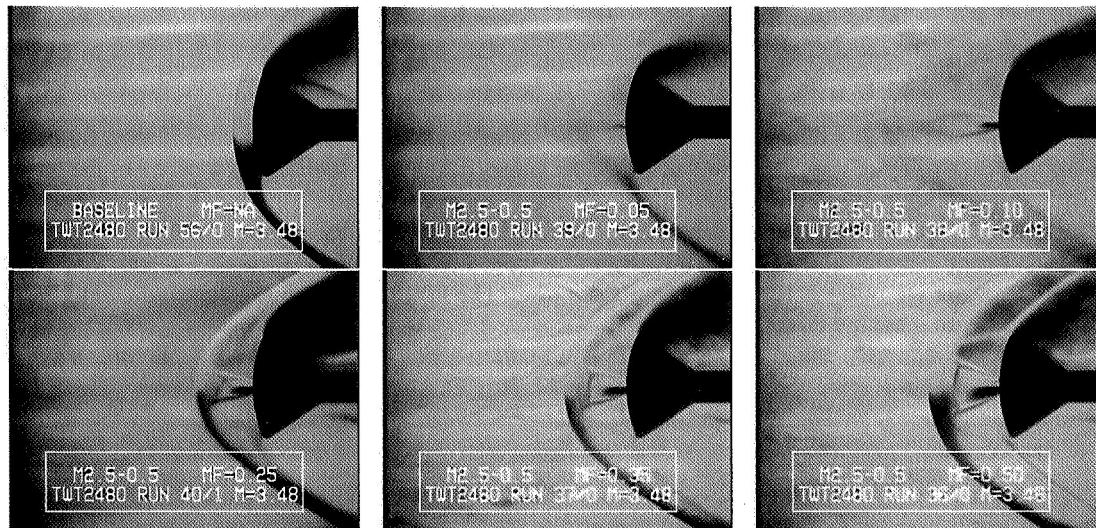 BASELINE MF=NA
TWT2480 RUN 56/0 M=3 48
M2 5-0.5 MF=0 05
TWT2480 RUN 39/0 M=3 48
M2 5-0 5 MF=0 10
TWT2480 RUN 38/0 M=3 48
M2 5-0.5 MF=0 25
TWT2480 RUN 40/1 M=3 48
M2 5-0.5 MF=0 35
TWT2480 RUN 37/0 M=3 48
M2 5-0.5 MF=0.50
TWT2480 RUN 36/0 M=3 48